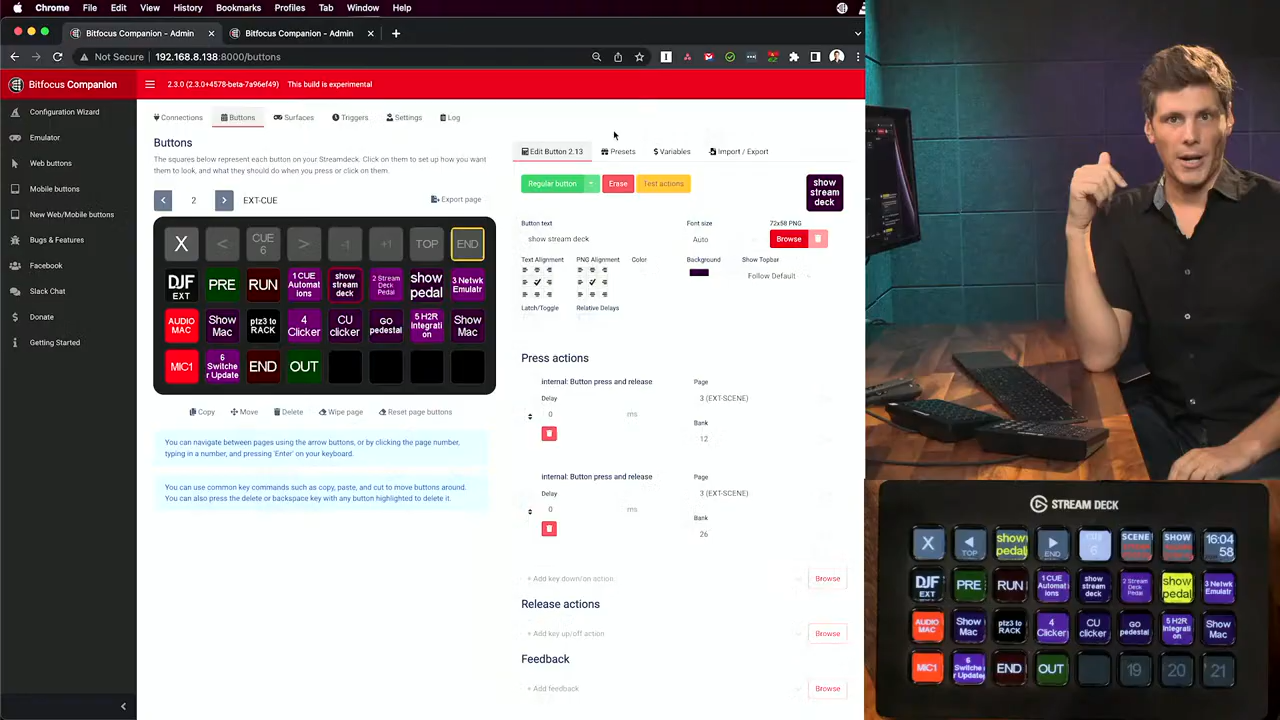 Chrome File Edit View History Bookmarks Profiles Tab Window Help
Bitfocus Companion - Admin
Bitfocus Companion - Admin
Not Secure 192.168.8.138:8000/buttons
Bitfocus Companion
2.3.0 (2.3.0+4578-beta-7a96ef49) This build is experimental
Configuration Wizard
Emulator
Web buttons
Mobile buttons
New Web/Mobile buttons
Bugs & Features
Facebook
Slack Chat
Donate
Getting Started
Connections Buttons Surfaces Triggers Settings Log
Buttons
The squares below represent each button on your Streamdeck. Click on them to set up how you want
them to look, and what they should do when you press or click on them.
2 EXT-CUE Export page
X < CUE 6 > -1 +1 TOP END
DJF EXT PRE RUN 1 CUE Automat ions show stream deck 2 Stream Deck Pedal show pedal 3 Netwk Emulatr
AUDIO MAC Show Mac ptz3 to RACK 4 Clicker CU clicker GO pedestal 5 H2R Integrati on Show Mac
MIC1 6 Switche r Update END OUT
Copy Move Delete Wipe page Reset page buttons
You can navigate between pages using the arrow buttons, or by clicking the page number,
typing in a number, and pressing 'Enter' on your keyboard.
You can use common key commands such as copy, paste, and cut to move buttons around.
You can also press the delete or backspace key with any button highlighted to delete it.
Edit Button 2.13 Presets Variables Import / Export
Regular button Erase Test actions
show
stream
deck
Button text Font size 72x58 PNG
show stream deck Auto Browse
Text Alignment PNG Alignment Color Background Show Topbar
Follow Default
Latch/Toggle Relative Delays
Press actions
internal: Button press and release Page
Delay 3 (EXT-SCENE)
0 ms
Bank
12
internal: Button press and release Page
Delay 3 (EXT-SCENE)
0 ms
Bank
26
+ Add key down/on action Browse
Release actions
+ Add key up/off action Browse
Feedback
+ Add feedback Browse
STREAM DECK
X TOP show pedal END CUE 6 SCENE SHOW 16:04 58
DJF EXT PRE RUN 1 CUE Automat ions show stream deck 2 Stream Deck Pedal show pedal 3 Netwk Emulatr
AUDIO MAC Show Mac ptz3 to RACK 4 Clicker CU clicker GO pedestal 5 H2R Integrati on Show Mac
MIC1 6 Switche r Update END OUT 19 20 21